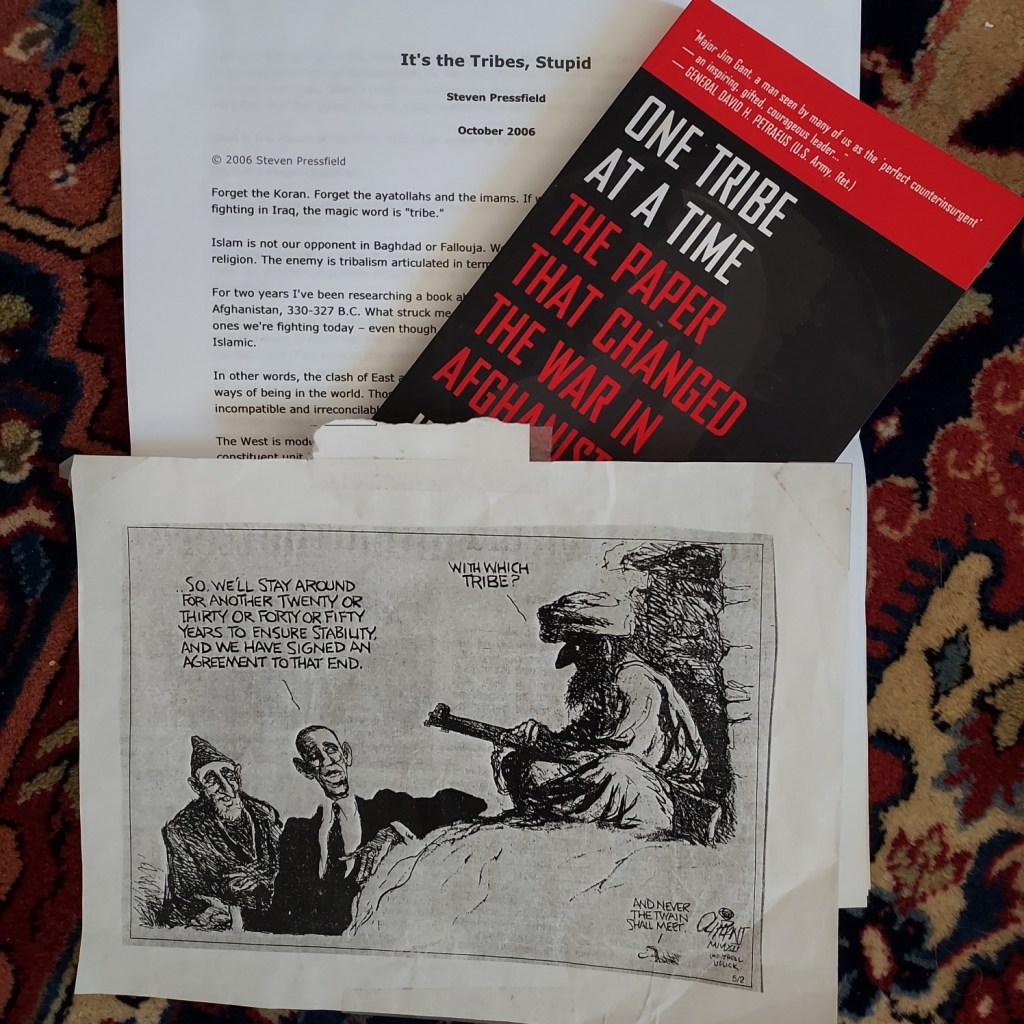 It's the Tribes, Stupid
Steven Pressfield
October 2006
© 2006 Steven Pressfield
Forget the Koran. Forget the ayatollahs and the imams. If
fighting in Iraq, the magic word is "tribe."
Islam is not our opponent in Baghdad or Fallouja.
religion. The enemy is tribalism articulated in
For two years I've been researching a book
Afghanistan, 330-327 B.C. What struck me
ones we're fighting today – even though
Islamic.
In other words, the clash of East
ways of being in the world.
incompatible and
The West is
constituent unit
"Major Jim Gant, a man seen by many of us as the 'perfect counterinsurgent'
— an inspiring, gifted, courageous leader..."
— GENERAL DAVID H. PETRAEUS (U.S. Army, Ret.)
ONE TRIBE
AT A TIME
THE PAPER
THAT CHANGED
THE WAR IN
..SO, WE'LL STAY AROUND
FOR ANOTHER TWENTY OR
THIRTY OR FORTY OR FIFTY
YEARS TO ENSURE STABILITY,
AND WE HAVE SIGNED AN
AGREEMENT TO THAT END.
WITH WHICH
TRIBE?
AND NEVER
THE TWAIN
SHALL MEET.
OLIPHANT
UCLICK
5/2